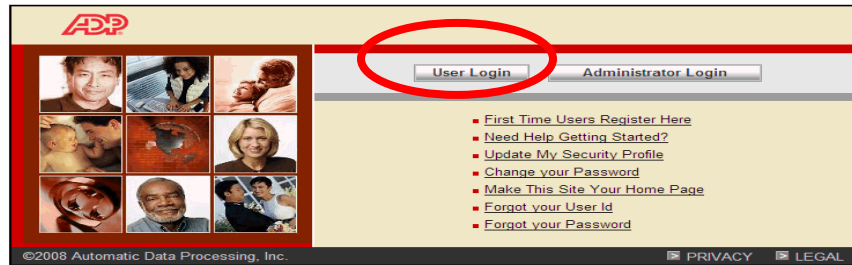 ADP
User Login
Administrator Login
First Time Users Register Here
Need Help Getting Started?
Update My Security Profile
Change your Password
Make This Site Your Home Page
Forgot your User Id
Forgot your Password
©2008 Automatic Data Processing, Inc.
PRIVACY
LEGAL